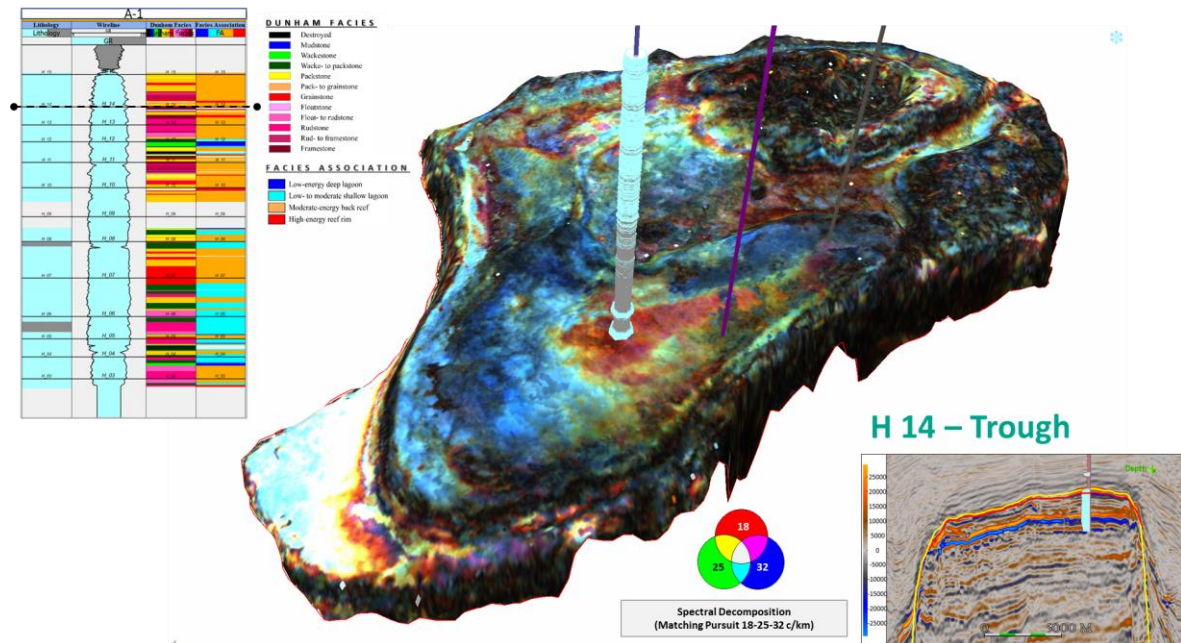 A-1
Lithology Wireline Dunham Facies Facies Association
Lithology
GR
FA
GR
H_14
H_13
H_12
H_11
H_10
H_09
H_08
H_07
H_06
H_05
H_04
H_03
DUNHAM FACIES
Destroyed
Mudstone
Wackestone
Wacke- to packstone
Packstone
Pack- to grainstone
Grainstone
Floatstone
Float- to rudstone
Rudstone
Rud- to framestone
Framestone
FACIES ASSOCIATION
Low-energy deep lagoon
Low- to moderate shallow lagoon
Moderate-energy back reef
High-energy reef rim
H 14 – Trough
18
25
32
Spectral Decomposition
(Matching Pursuit 18-25-32 c/km)
Depth
25000
20000
15000
10000
5000
0
-5000
-10000
-15000
-20000
-25000
0 5000 M